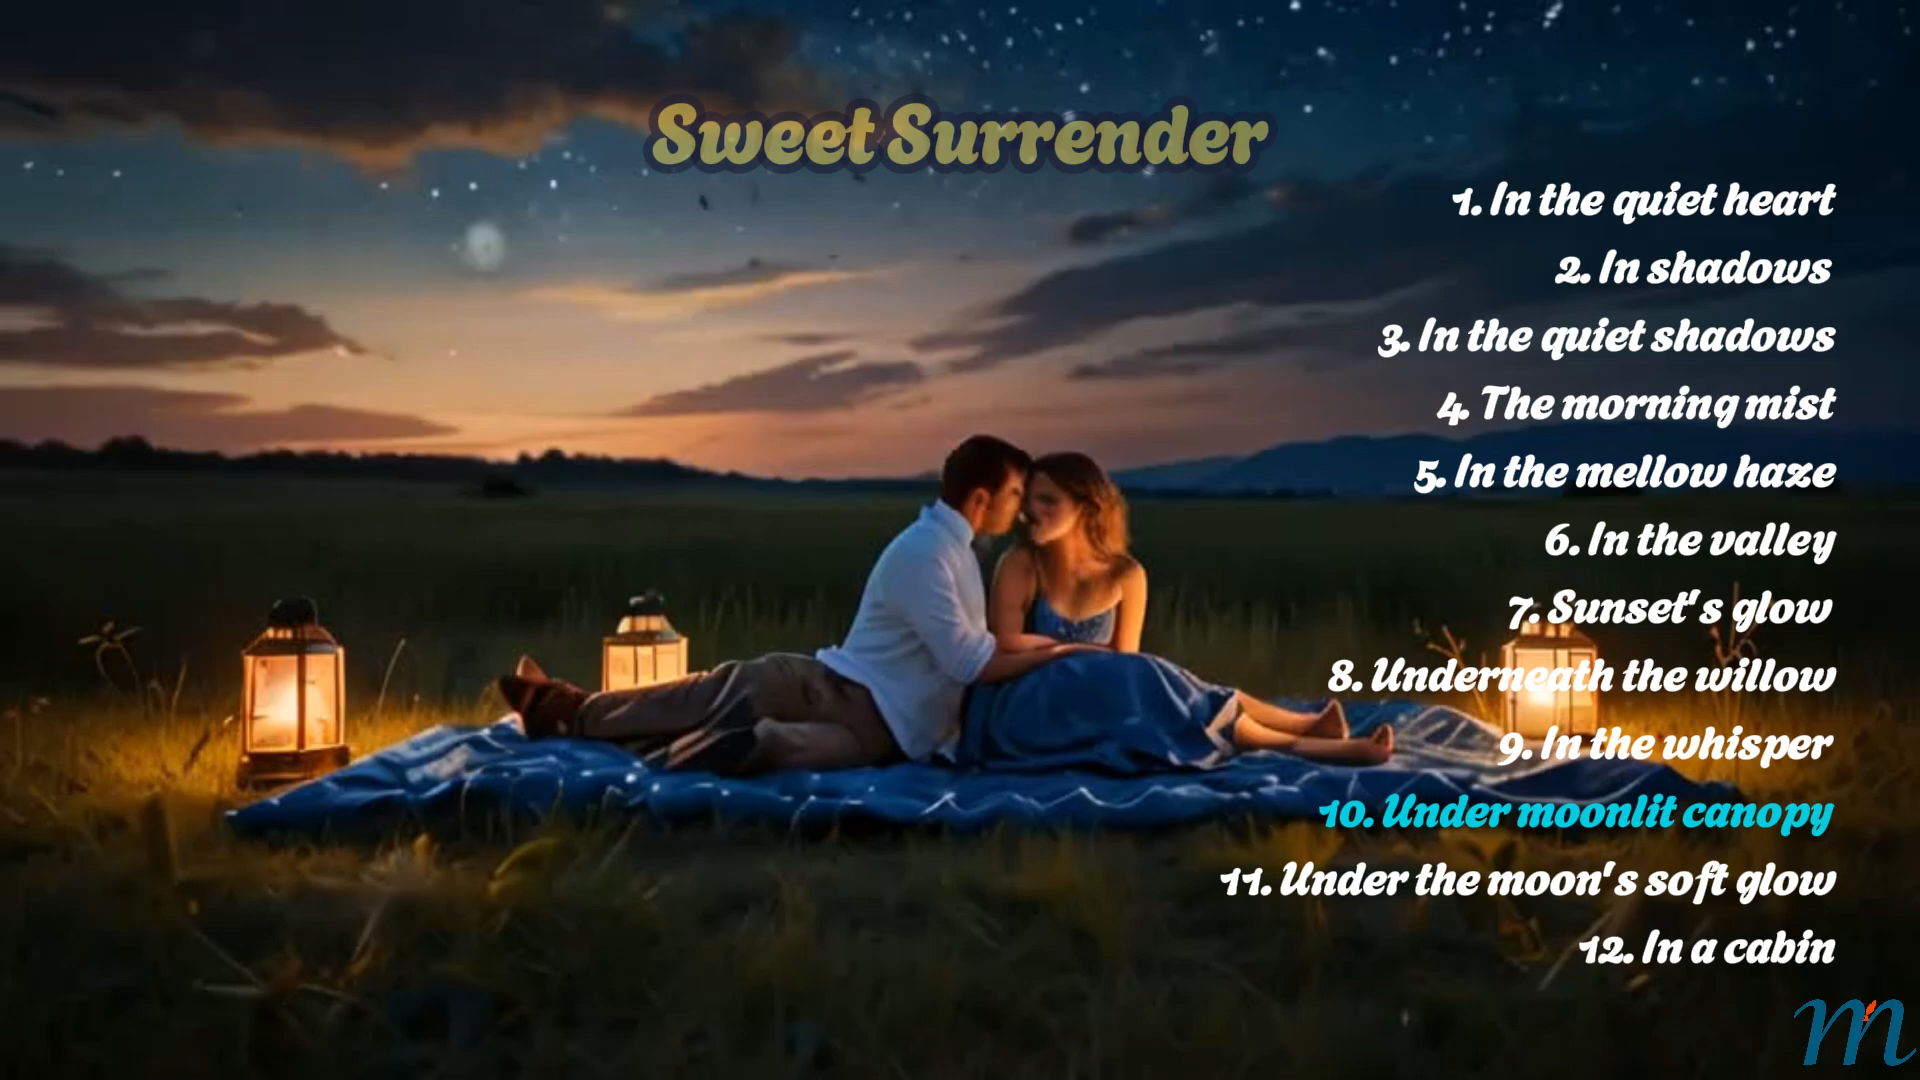 Sweet Surrender
1. In the quiet heart
2. In shadows
3. In the quiet shadows
4. The morning mist
5. In the mellow haze
6. In the valley
7. Sunset's glow
8. Underneath the willow
9. In the whisper
10. Under moonlit canopy
11. Under the moon's soft glow
12. In a cabin
m